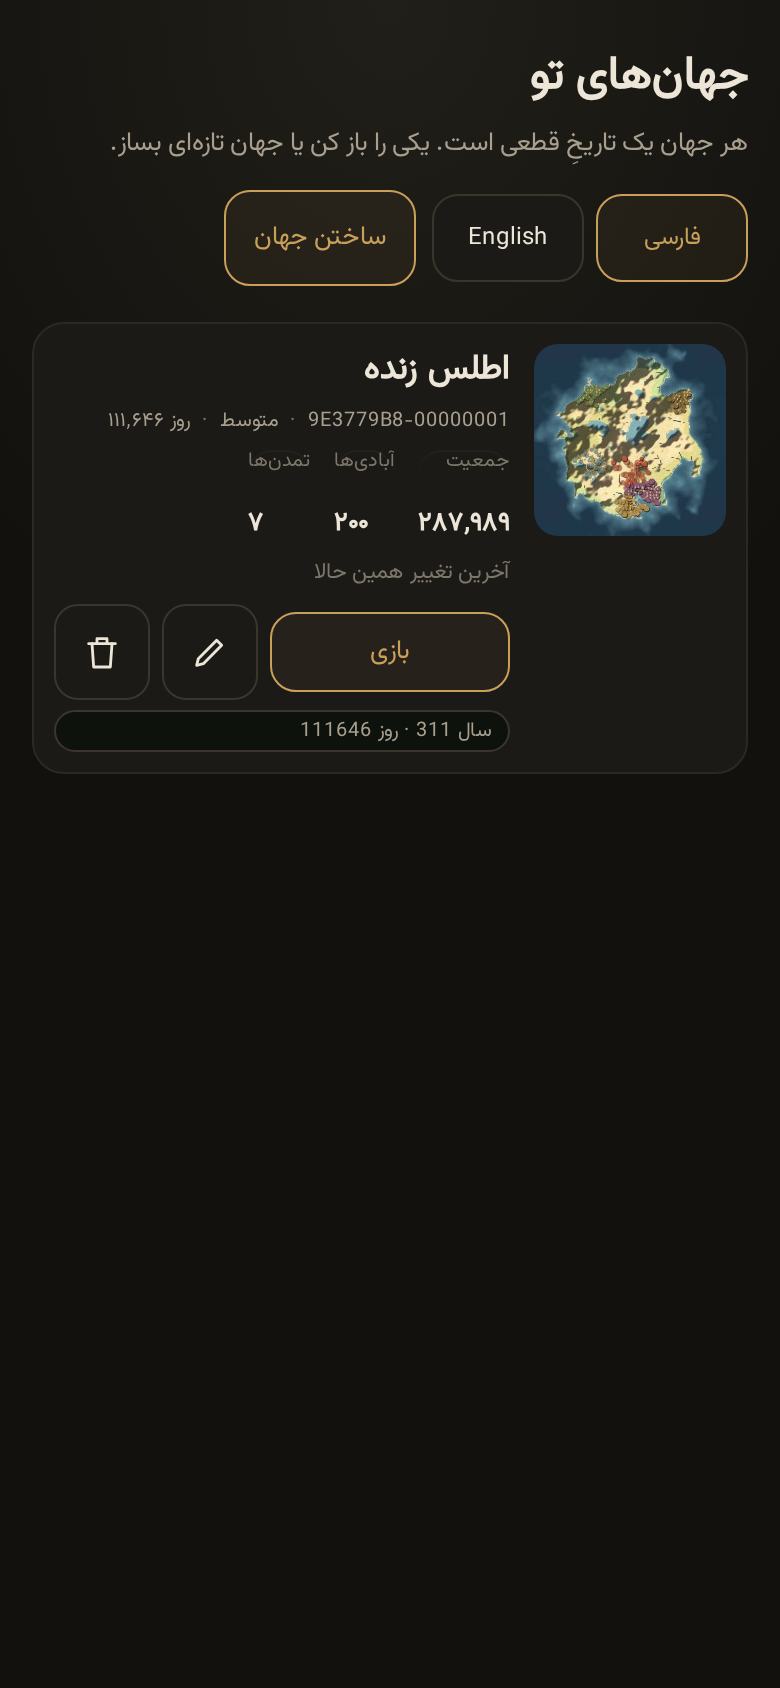 جهان‌های تو
هر جهان یک تاریخِ قطعی است. یکی را باز کن یا جهان تازه‌ای بساز.
فارسی English ساختن جهان
اطلس زنده
9E3779B8-00000001 · متوسط · روز ۱۱۱,۶۴۶
جمعیت آبادی‌ها تمدن‌ها
۲۸۷,۹۸۹ ۲۰۰ ۷
آخرین تغییر همین حالا
بازی
سال 311 · روز 111646